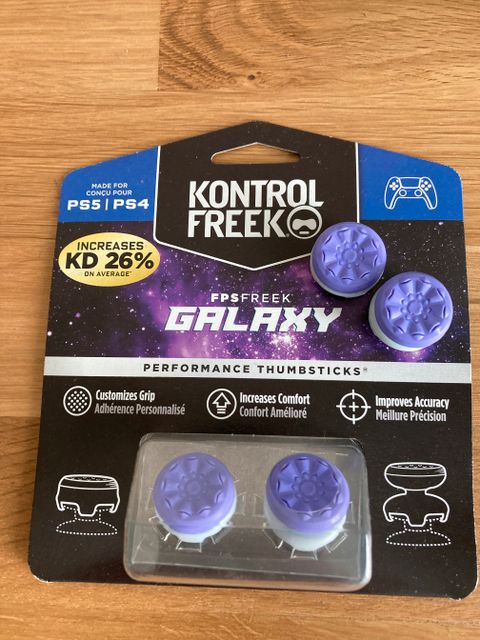 MADE FOR
CONÇU POUR
PS5 | PS4
KONTROL
FREEK
INCREASES
KD 26%
ON AVERAGE*
FPSFREEK
GALAXY
PERFORMANCE THUMBSTICKS
Customizes Grip
Adhérence Personnalisé
Increases Comfort
Confort Amélioré
Improves Accuracy
Meillure Précision